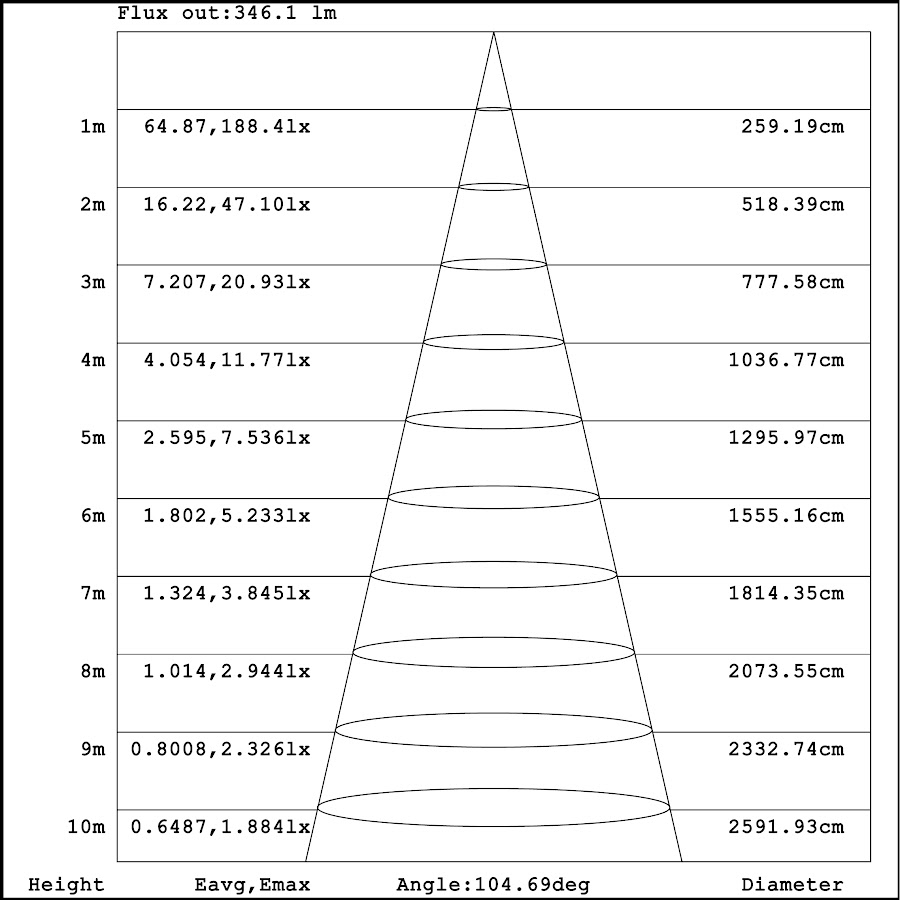 Flux out:346.1 lm
1m 64.87,188.4lx 259.19cm
2m 16.22,47.10lx 518.39cm
3m 7.207,20.93lx 777.58cm
4m 4.054,11.77lx 1036.77cm
5m 2.595,7.536lx 1295.97cm
6m 1.802,5.233lx 1555.16cm
7m 1.324,3.845lx 1814.35cm
8m 1.014,2.944lx 2073.55cm
9m 0.8008,2.326lx 2332.74cm
10m 0.6487,1.884lx 2591.93cm
Height Eavg,Emax Angle:104.69deg Diameter